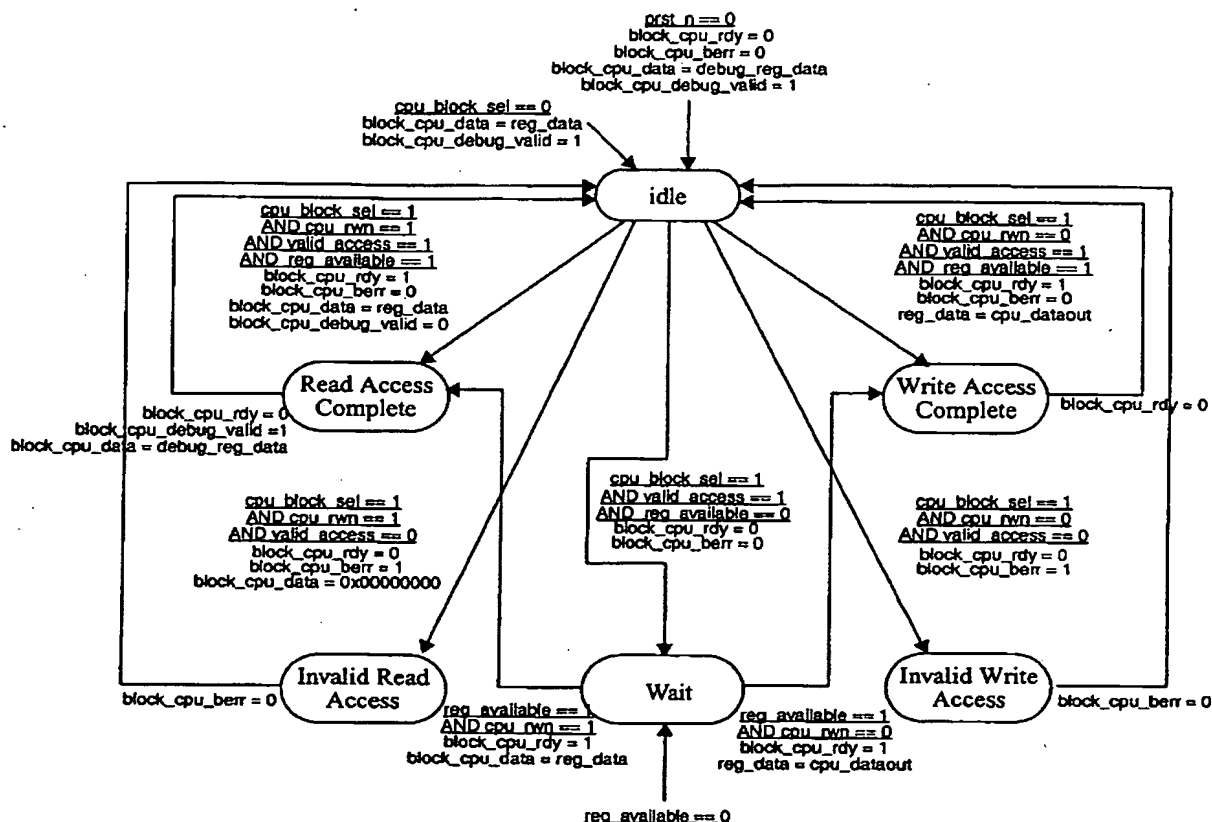 prst_n == 0
block_cpu_rdy = 0
block_cpu_berr = 0
block_cpu_data = debug_reg_data
block_cpu_debug_valid = 1
cpu_block_sel == 0
block_cpu_data = reg_data
block_cpu_debug_valid = 1
idle
cpu_block_sel == 1
AND cpu_rwn == 1
AND valid_access == 1
AND reg_available == 1
block_cpu_rdy = 1
block_cpu_berr = 0
block_cpu_data = reg_data
block_cpu_debug_valid = 0
cpu_block_sel == 1
AND cpu_rwn == 0
AND valid_access == 1
AND reg_available == 1
block_cpu_rdy = 1
block_cpu_berr = 0
reg_data = cpu_dataout
Read Access
Complete
Write Access
Complete
block_cpu_rdy = 0
block_cpu_debug_valid =1
block_cpu_data = debug_reg_data
block_cpu_rdy = 0
cpu_block_sel == 1
AND cpu_rwn == 1
AND valid_access == 0
block_cpu_rdy = 0
block_cpu_berr = 1
block_cpu_data = 0x00000000
cpu_block_sel == 1
AND valid_access == 1
AND reg_available == 0
block_cpu_rdy = 0
block_cpu_berr = 0
cpu_block_sel == 1
AND cpu_rwn == 0
AND valid_access == 0
block_cpu_rdy = 0
block_cpu_berr = 1
Invalid Read
Access
Wait
Invalid Write
Access
block_cpu_berr = 0
block_cpu_berr = 0
reg_available == 1
AND cpu_rwn == 1
block_cpu_rdy = 1
block_cpu_data = reg_data
reg_available == 1
AND cpu_rwn == 0
block_cpu_rdy = 1
reg_data = cpu_dataout
reg_available == 0